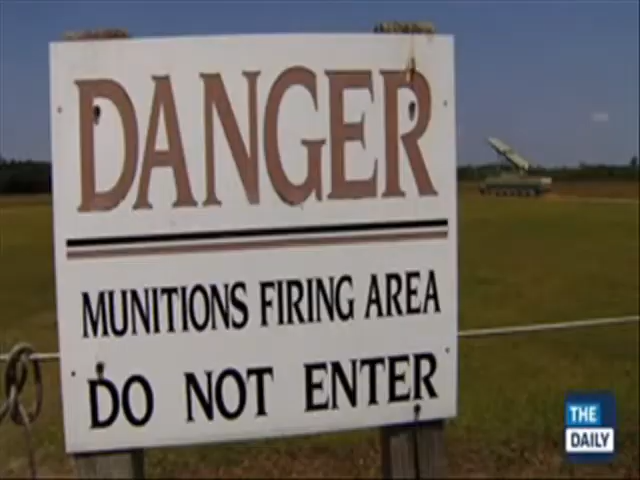 DANGER
MUNITIONS FIRING AREA
DO NOT ENTER
THE
DAILY